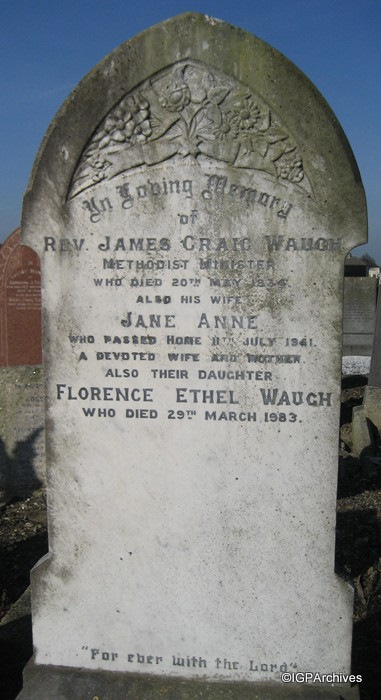 In Loving Memory
of
REV. JAMES CRAIG WAUGH
METHODIST MINISTER
WHO DIED 20TH MAY 1934.
ALSO HIS WIFE
JANE ANNE
WHO PASSED HOME 11TH JULY 1941.
A DEVOTED WIFE AND MOTHER.
ALSO THEIR DAUGHTER
FLORENCE ETHEL WAUGH
WHO DIED 29TH MARCH 1983.
"For ever with the Lord"
©IGPArchives